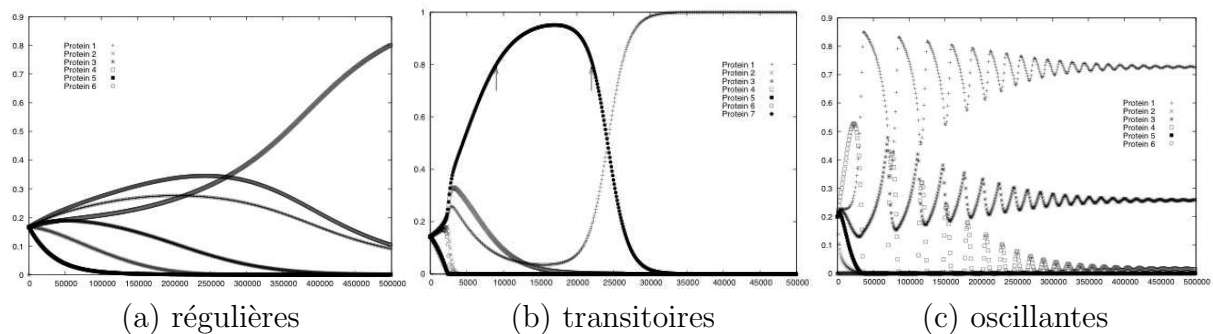 0.9
0.8
0.7
0.6
0.5
0.4
0.3
0.2
0.1
0
Protein 1
Protein 2
Protein 3
Protein 4
Protein 5
Protein 6
0 50000 100000 150000 200000 250000 300000 350000 400000 450000 500000
(a) régulières
1
0.8
0.6
0.4
0.2
0
Protein 1
Protein 2
Protein 3
Protein 4
Protein 5
Protein 6
Protein 7
0 5000 10000 15000 20000 25000 30000 35000 40000 45000 50000
(b) transitoires
0.9
0.8
0.7
0.6
0.5
0.4
0.3
0.2
0.1
0
Protein 1
Protein 2
Protein 3
Protein 4
Protein 5
Protein 6
0 50000 100000 150000 200000 250000 300000 350000 400000 450000 500000
(c) oscillantes